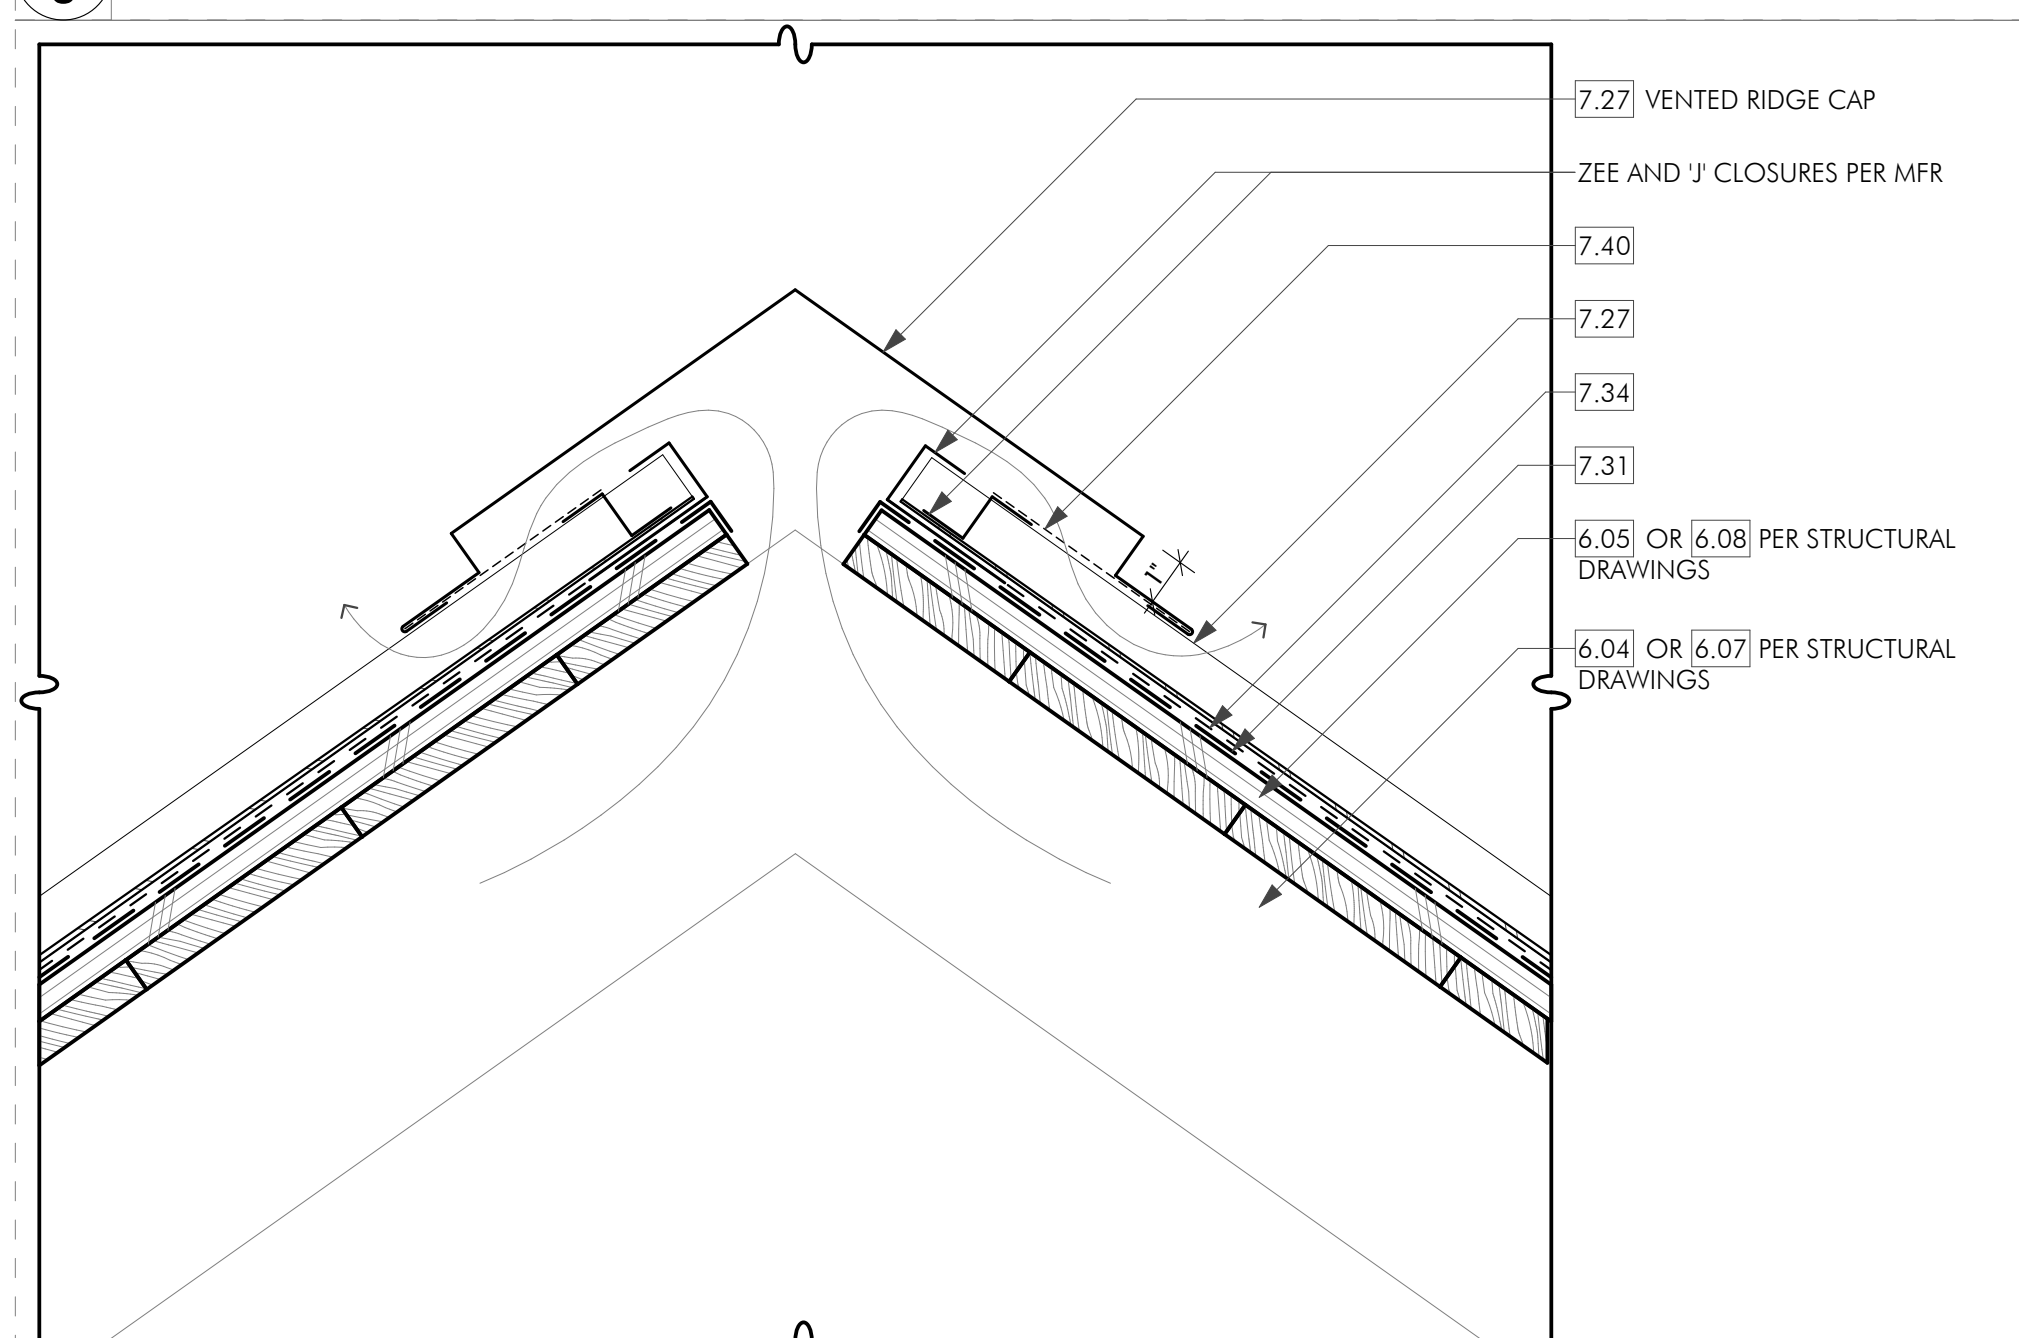 7.27 VENTED RIDGE CAP
ZEE AND 'J' CLOSURES PER MFR
7.40
7.27
7.34
7.31
6.05 OR 6.08 PER STRUCTURAL
DRAWINGS
1"
6.04 OR 6.07 PER STRUCTURAL
DRAWINGS